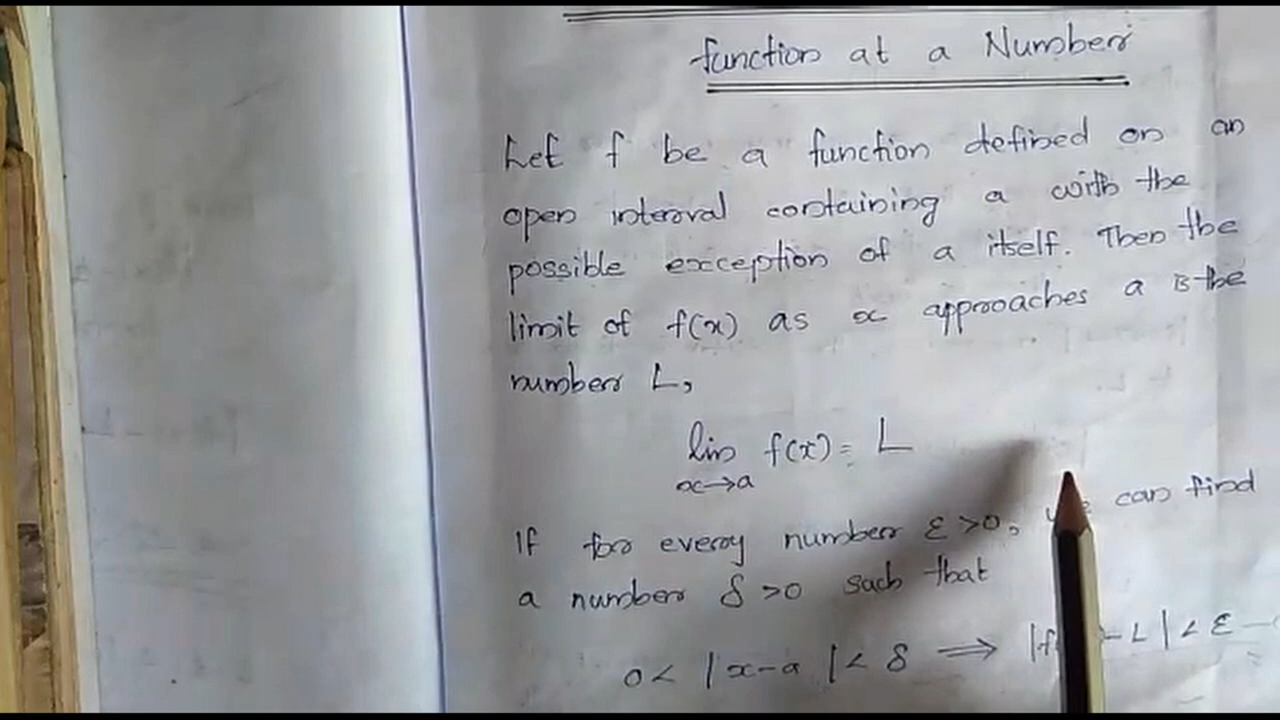 function at a Number
Let f be a function defined on an
open interval containing a with the
possible exception of a itself. Then the
limit of f(x) as x approaches a is the
number L,
lim f(x) = L
x→a
If for every number ε >0, can find
a number δ >0 such that
0 < |x-a| < δ ⟹ |f - L| < ε